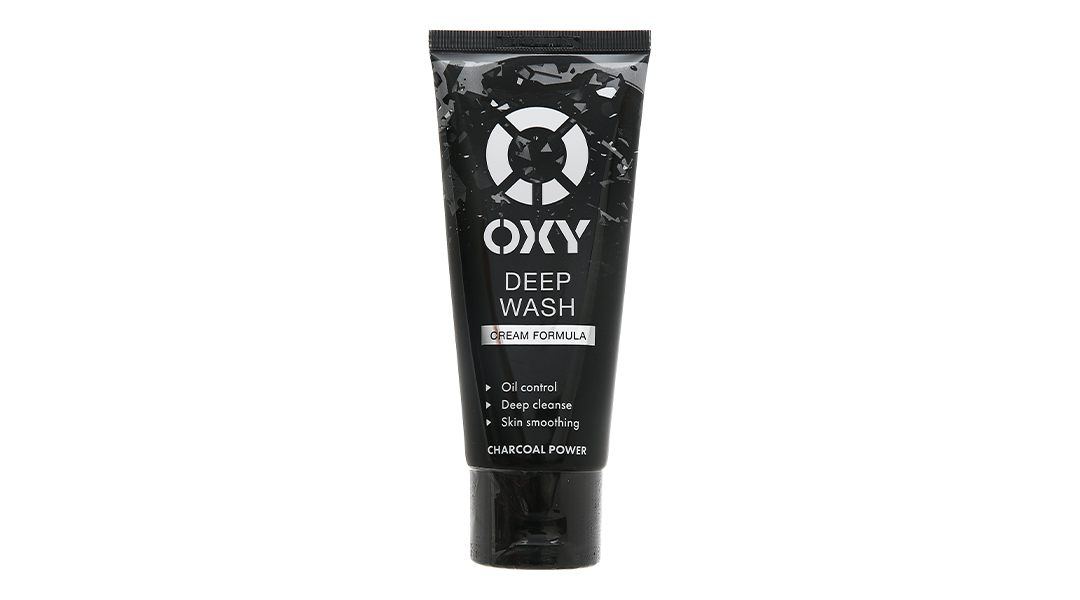 OXY
DEEP
WASH
CREAM FORMULA
Oil control
Deep cleanse
Skin smoothing
CHARCOAL POWER